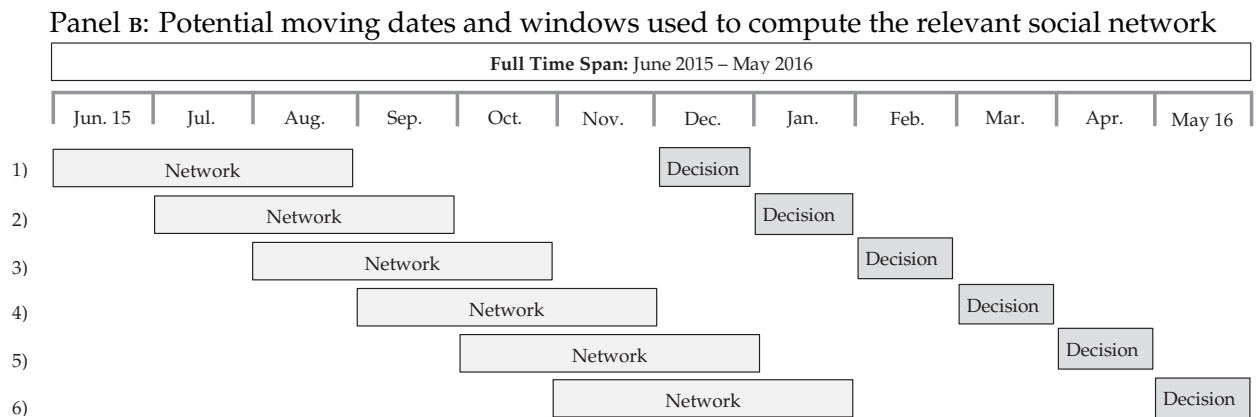 Panel B: Potential moving dates and windows used to compute the relevant social network
Full Time Span: June 2015 – May 2016
Jun. 15 Jul. Aug. Sep. Oct. Nov. Dec. Jan. Feb. Mar. Apr. May 16
1) Network Decision
2) Network Decision
3) Network Decision
4) Network Decision
5) Network Decision
6) Network Decision